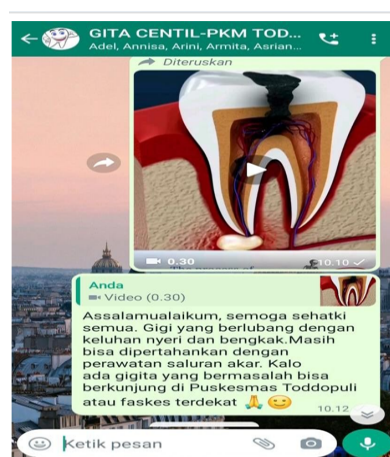 GITA CENTIL-PKM TOD...
Adel, Annisa, Arini, Armita, Asrian...
Diteruskan
0.30
10.10
Anda
Video (0.30)
Assalamualaikum, semoga sehatki
semua. Gigi yang berlubang dengan
keluhan nyeri dan bengkak.Masih
bisa dipertahankan dengan
perawatan saluran akar. Kalo
ada gigita yang bermasalah bisa
berkunjung di Puskesmas Toddopuli
atau faskes terdekat 🙏😉
10.12
Ketik pesan